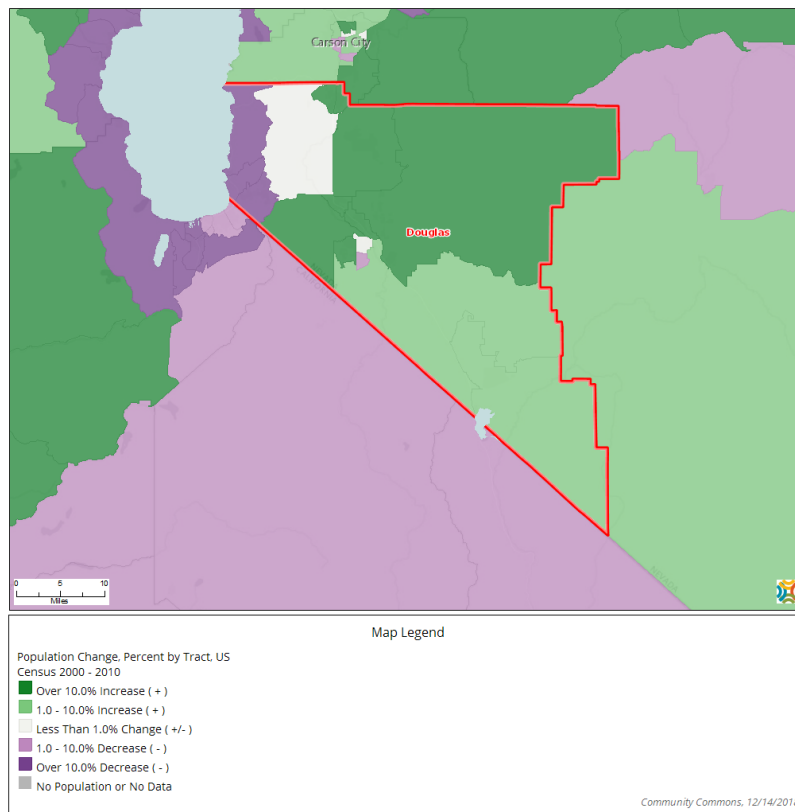 Carson City
Douglas
NEVADA
0 5 10
Miles
Map Legend
Population Change, Percent by Tract, US
Census 2000 - 2010
Over 10.0% Increase ( + )
1.0 - 10.0% Increase ( + )
Less Than 1.0% Change ( +/- )
1.0 - 10.0% Decrease ( - )
Over 10.0% Decrease ( - )
No Population or No Data
Community Commons, 12/14/201